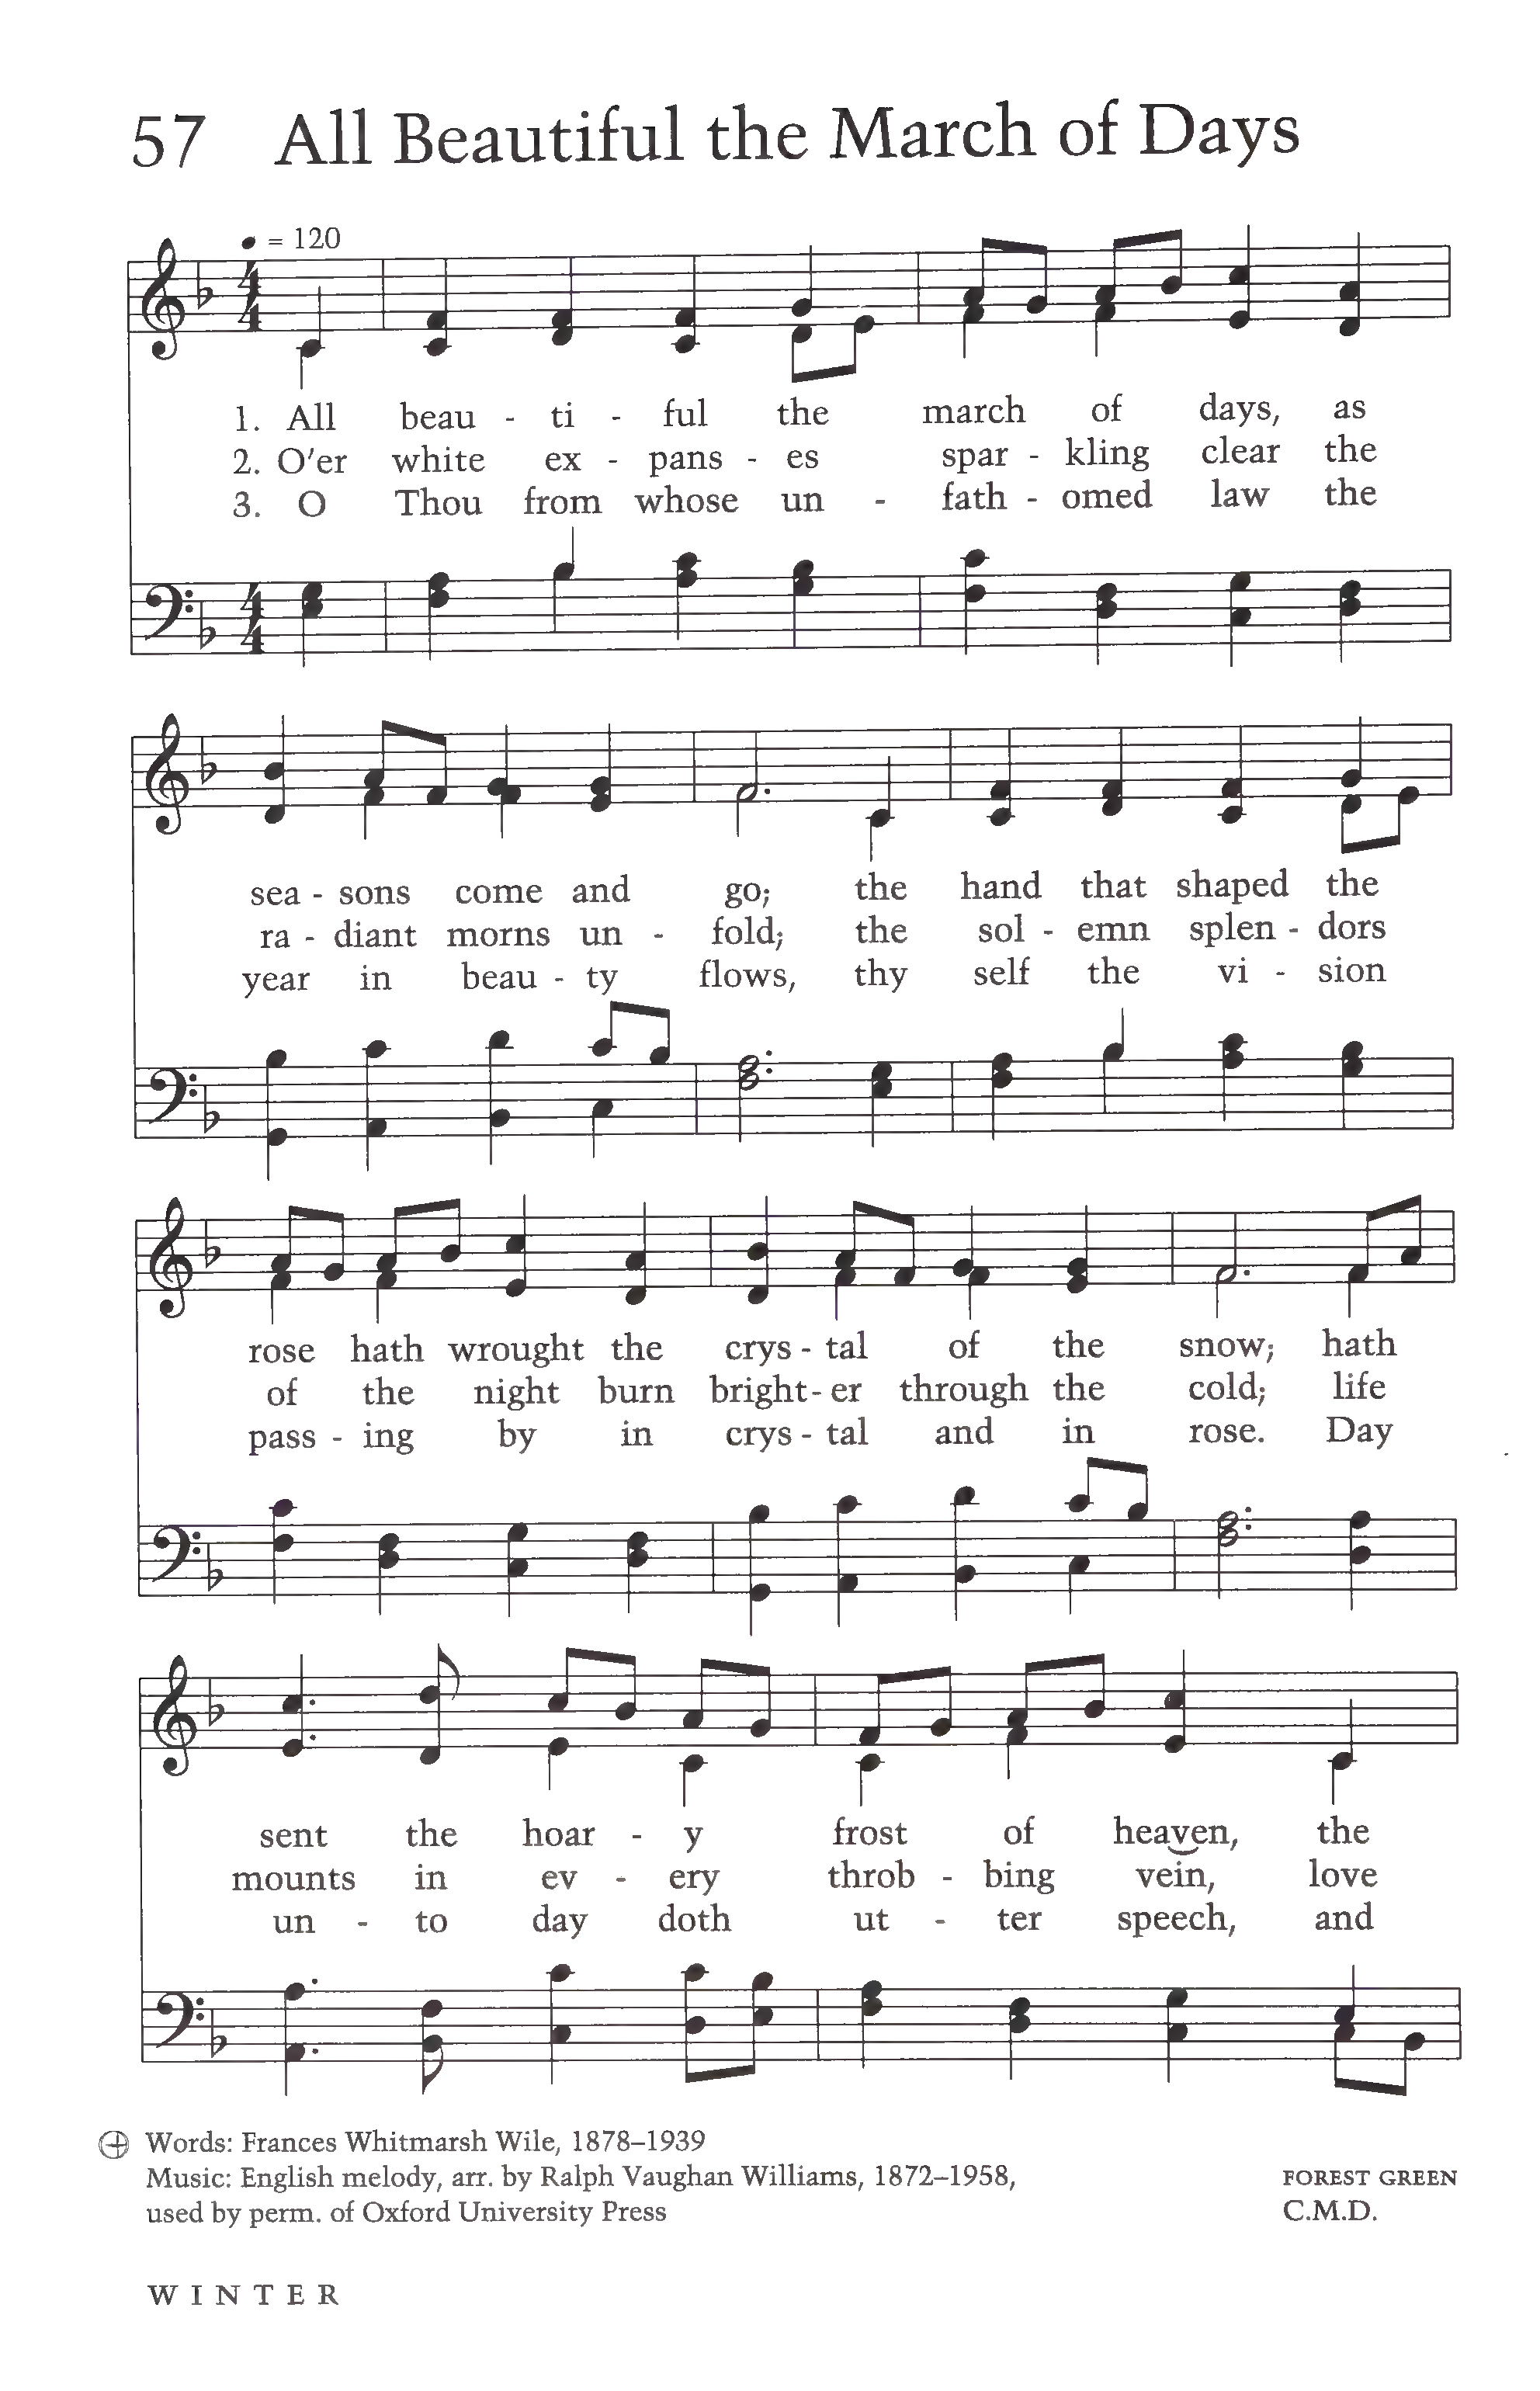 57 All Beautiful the March of Days
= 120
1. All beau - ti - ful the march of days, as
2. O'er white ex - pans - es spar - kling clear the
3. O Thou from whose un - fath - omed law the
sea - sons come and go; the hand that shaped the
ra - diant morns un - fold; the sol - emn splen - dors
year in beau - ty flows, thy self the vi - sion
rose hath wrought the crys - tal of the snow; hath
of the night burn bright - er through the cold; life
pass - ing by in crys - tal and in rose. Day
sent the hoar - y frost of heaven, the
mounts in ev - ery throb - bing vein, love
un - to day doth ut - ter speech, and
Words: Frances Whitmarsh Wile, 1878–1939
Music: English melody, arr. by Ralph Vaughan Williams, 1872–1958,
used by perm. of Oxford University Press
FOREST GREEN
C.M.D.
WINTER